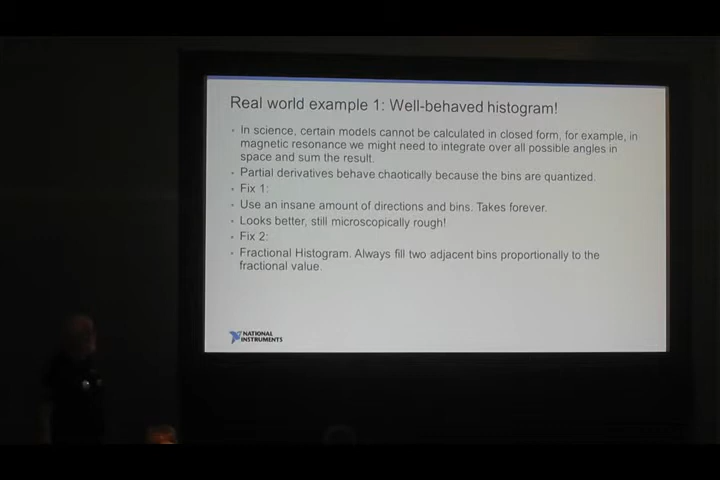 Real world example 1: Well-behaved histogram!
In science, certain models cannot be calculated in closed form, for example, in
magnetic resonance we might need to integrate over all possible angles in
space and sum the result.
Partial derivatives behave chaotically because the bins are quantized.
Fix 1:
Use an insane amount of directions and bins. Takes forever.
Looks better, still microscopically rough!
Fix 2:
Fractional Histogram. Always fill two adjacent bins proportionally to the
fractional value.
NATIONAL
INSTRUMENTS